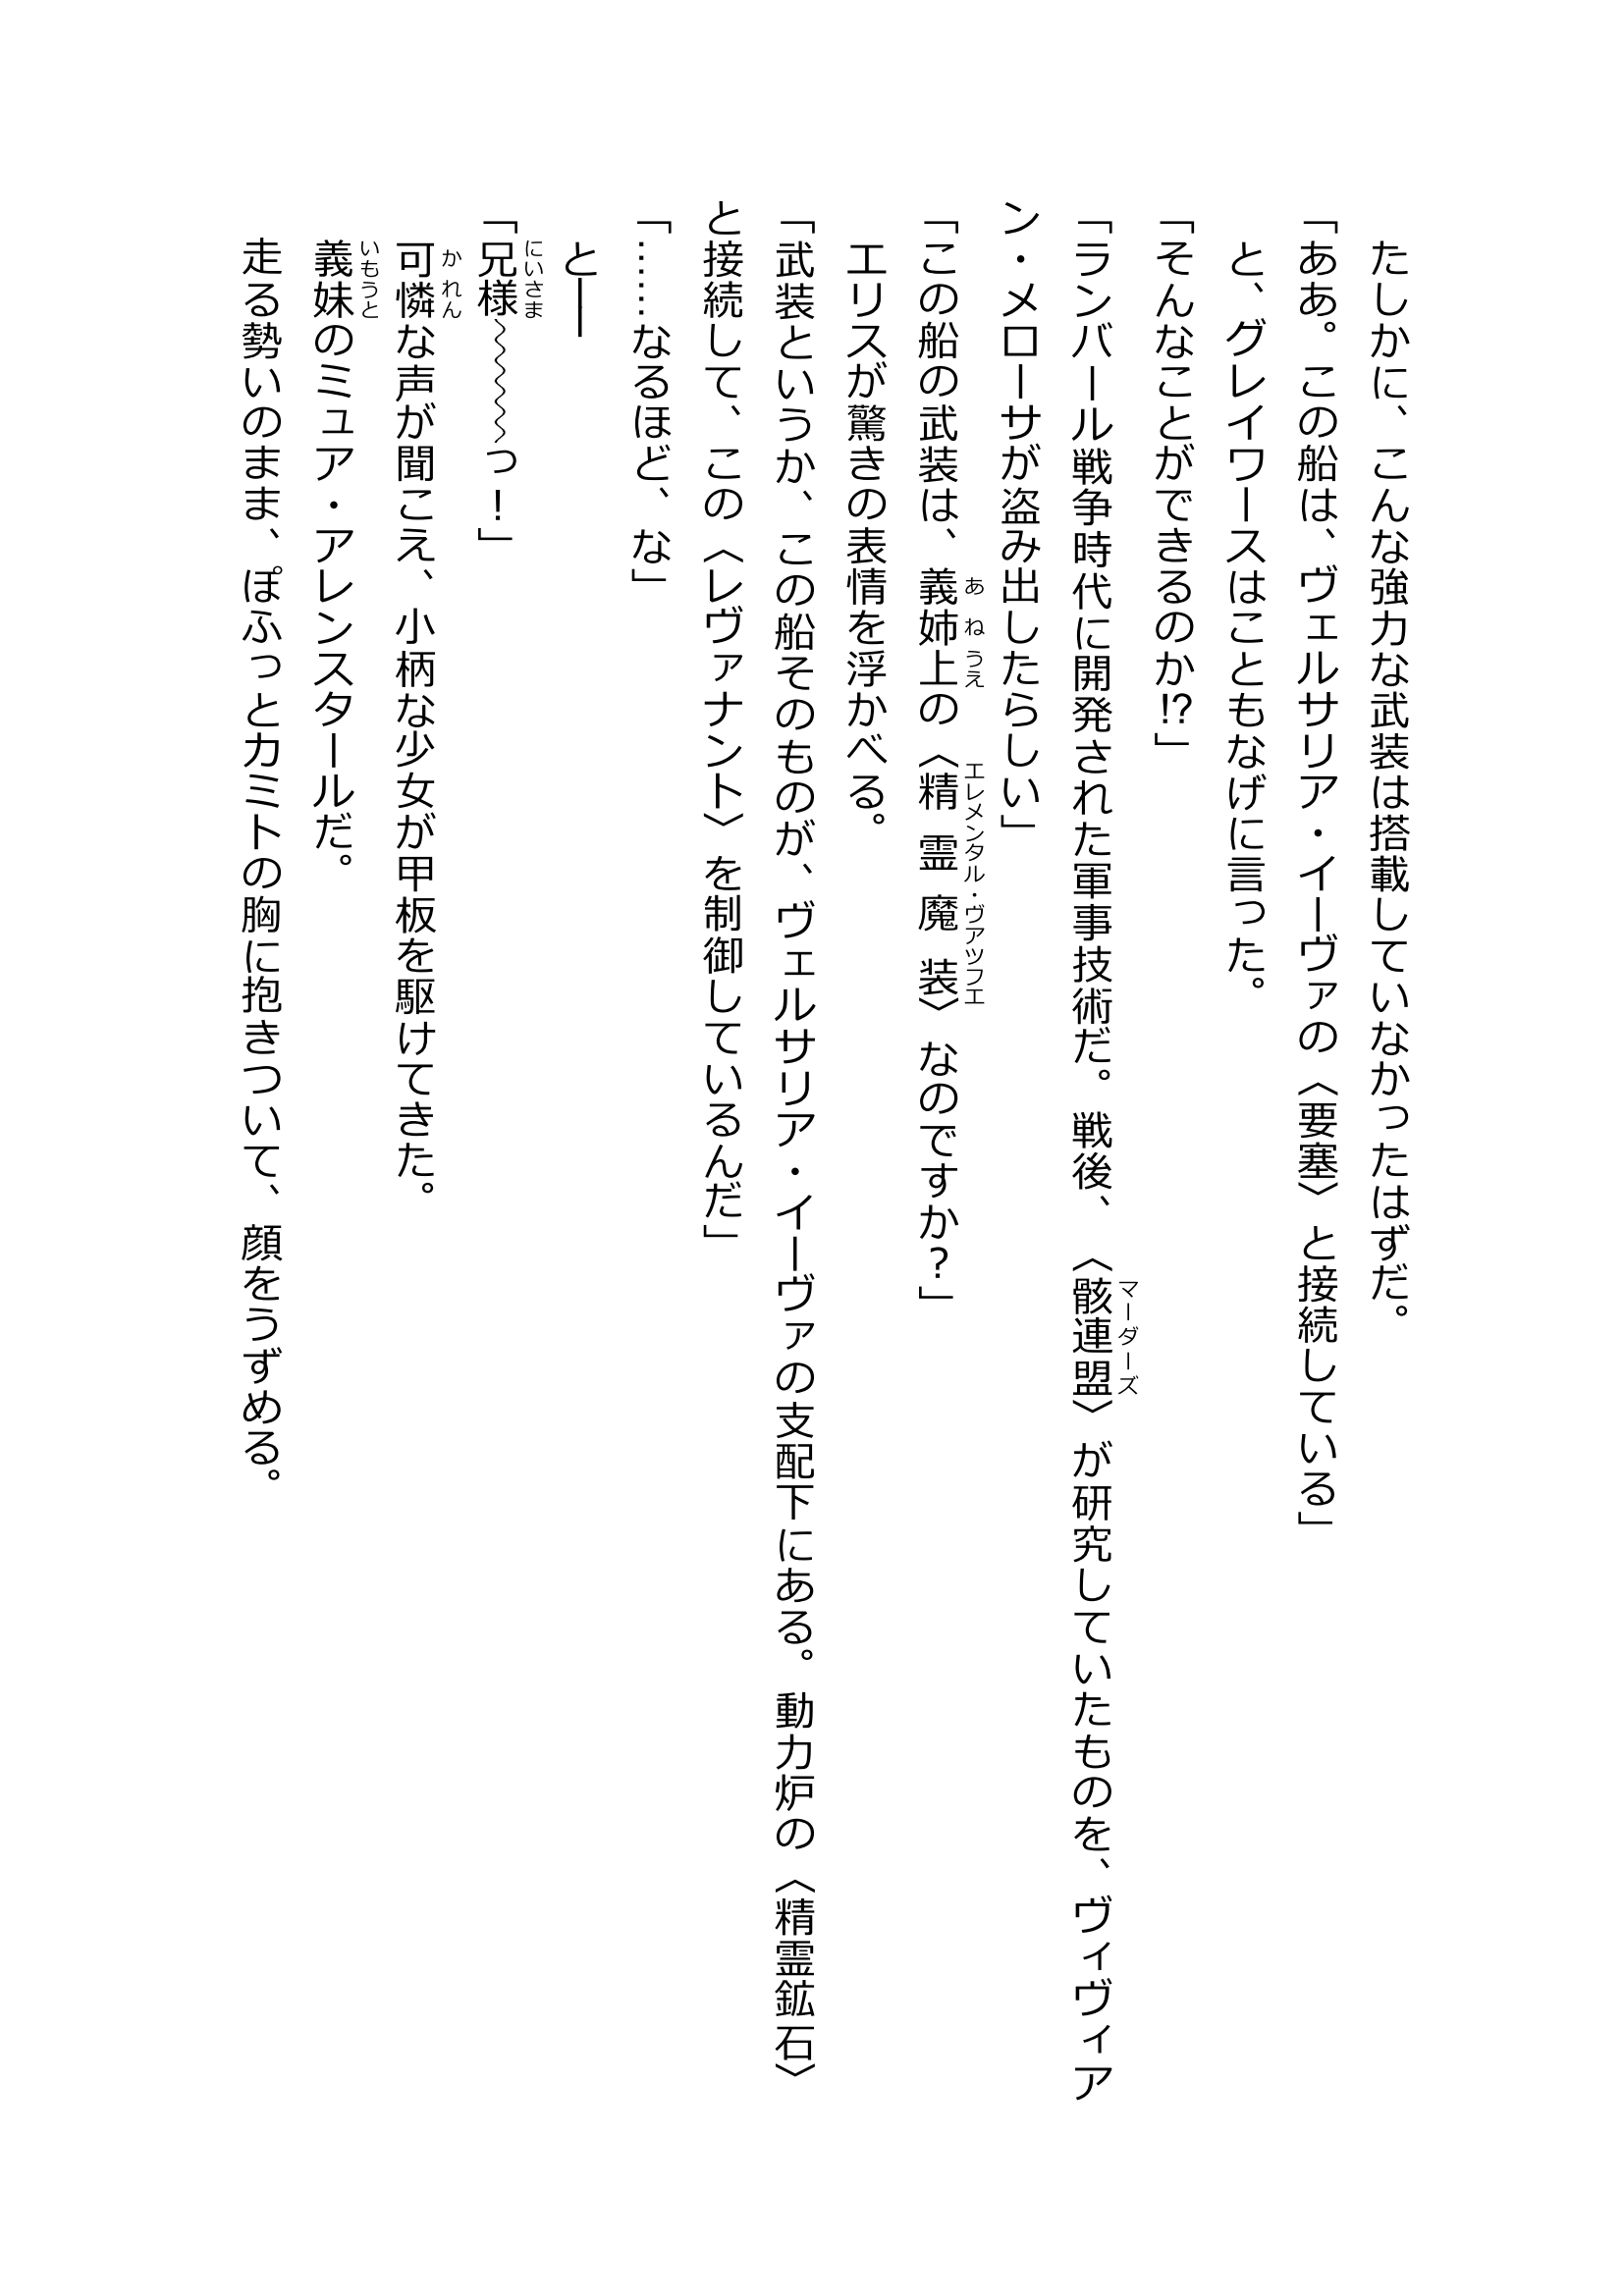 たしかに、こんな強力な武装は搭載していなかったはずだ。
「ああ。この船は、ヴェルサリア・イーヴァの〈要塞〉と接続している」
と、グレイワースはこともなげに言った。
「そんなことができるのか!?」
「ランバール戦争時代に開発された軍事技術だ。戦後、〈骸連盟〉が研究していたものを、ヴィヴィア
マーダーズ
ン・メローサが盗み出したらしい」
「この船の武装は、義姉上の〈精霊魔装〉なのですか?」
あねうえ
エレメンタル・ヴァッフェ
エリスが驚きの表情を浮かべる。
「武装というか、この船そのものが、ヴェルサリア・イーヴァの支配下にある。動力炉の〈精霊鉱石〉
と接続して、この〈レヴァナント〉を制御しているんだ」
「……なるほど、な」
と――
「兄様〜〜〜っ!」
にいさま
可憐な声が聞こえ、小柄な少女が甲板を駆けてきた。
かれん
義妹のミュア・アレンスタールだ。
いもうと
走る勢いのまま、ぽふっとカミトの胸に抱きついて、顔をうずめる。